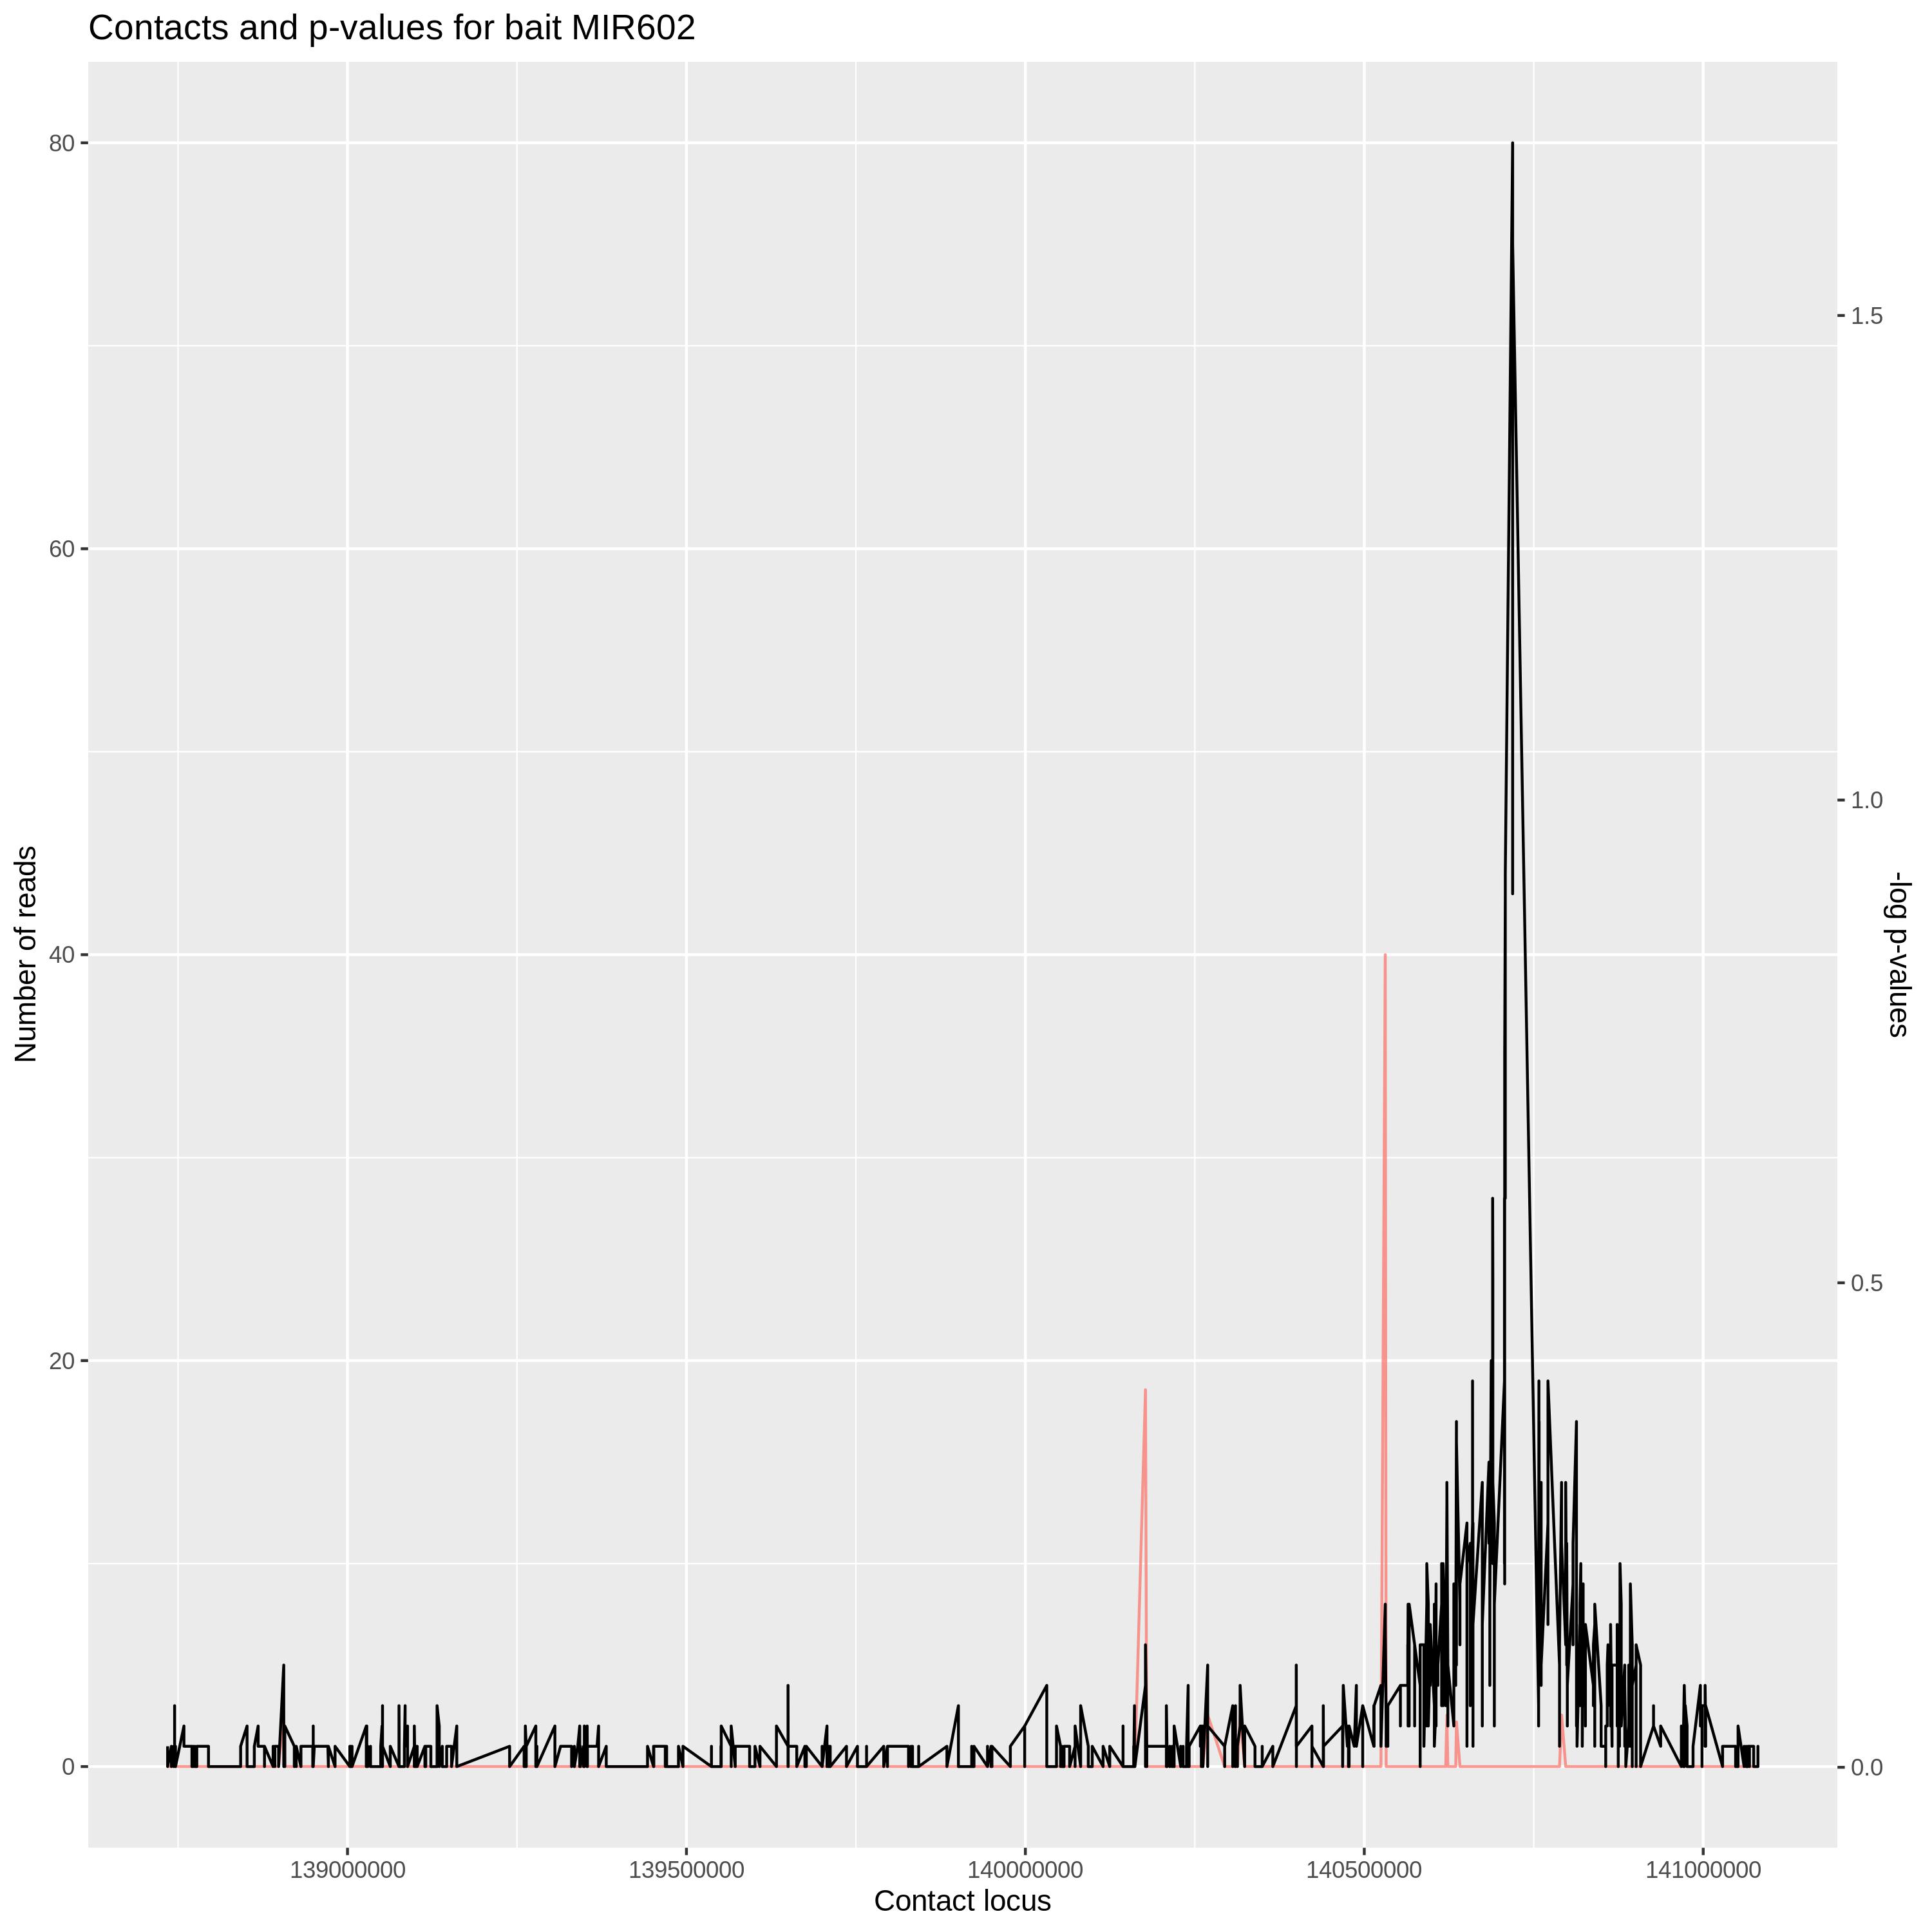 Contacts and p-values for bait MIR602
80
60
40
20
0
Number of reads
1.5
1.0
0.5
0.0
-log p-values
139000000 139500000 140000000 140500000 141000000
Contact locus